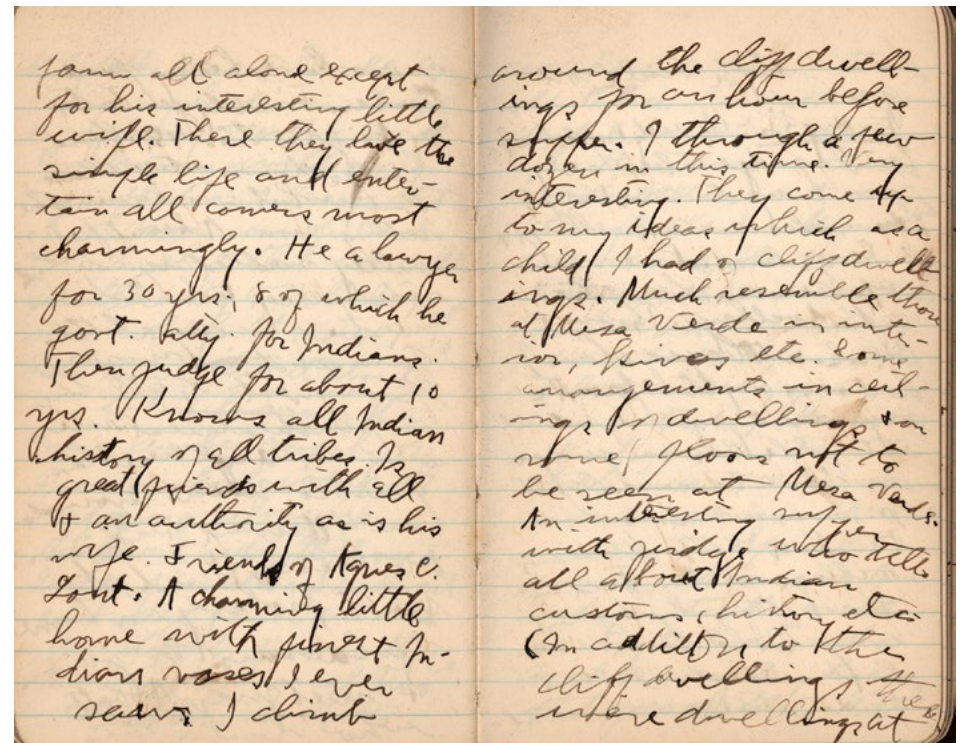 farm all alone except
for his interesting little
wife. There they live the
simple life and enter-
tain all comers most
charmingly. He a lawyer
for 30 yrs; 8 of which he
govt. atty. for Indians.
Then judge for about 10
yrs. Knows all Indian
history of all tribes. Is
great friends with all
& an authority as is his
wife. Friend of Agnes C.
Laut. A charming little
home with finest In-
dian vases I ever
saw. I climb
around the cliff dwell-
ings for an hour before
supper. I through a few
dozen in this time. Very
interesting. They come up
to my ideas which as a
child I had of cliff dwell-
ings. Much resemble those
at Mesa Verde in inte-
rior, kivas etc. Some
arrangements in ceil-
ings of dwellings & on
some floors not to
be seen at Mesa Verde.
An interesting supper
with judge who tells
all about Indian
customs, history, etc.
(In addition to the
cliff dwellings there
were dwellings at